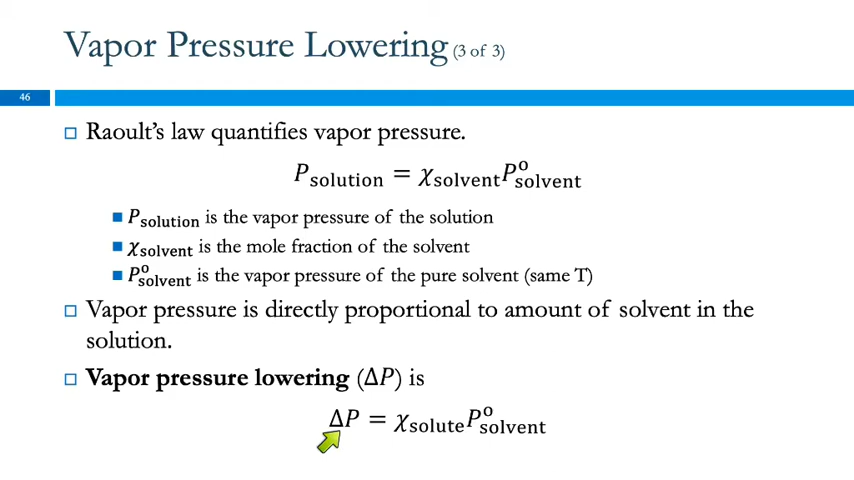 Vapor Pressure Lowering (3 of 3)
46
Raoult's law quantifies vapor pressure.
P_solution = χ_solvent P°_solvent
P_solution is the vapor pressure of the solution
χ_solvent is the mole fraction of the solvent
P°_solvent is the vapor pressure of the pure solvent (same T)
Vapor pressure is directly proportional to amount of solvent in the
solution.
Vapor pressure lowering (ΔP) is
ΔP = χ_solute P°_solvent